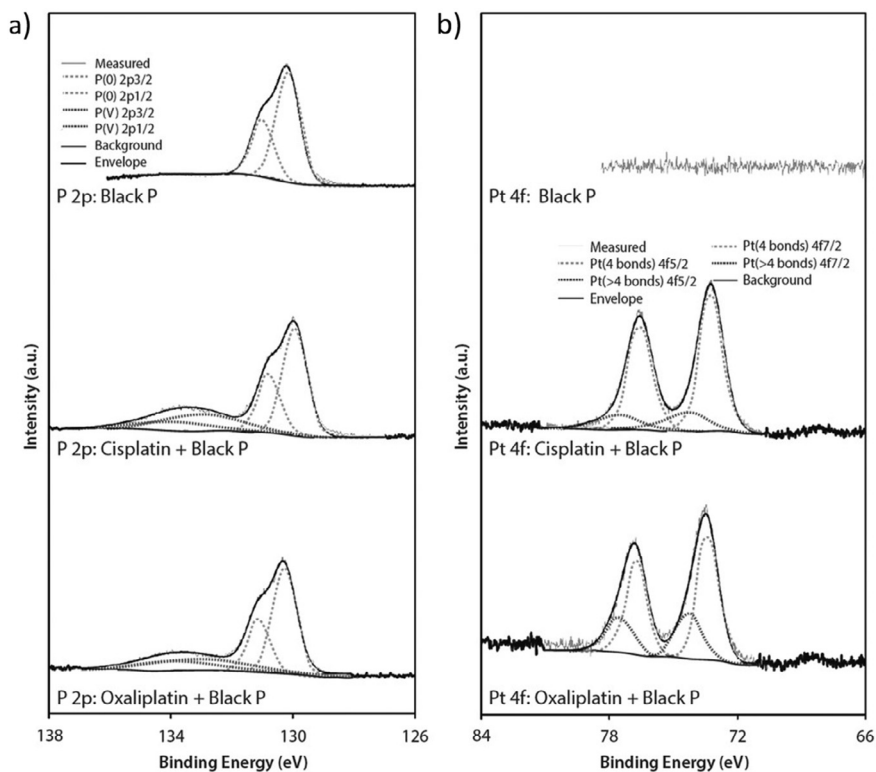 a)
Measured
P(0) 2p3/2
P(0) 2p1/2
P(V) 2p3/2
P(V) 2p1/2
Background
Envelope
P 2p: Black P
P 2p: Cisplatin + Black P
P 2p: Oxaliplatin + Black P
Intensity (a.u.)
138
134
130
126
Binding Energy (eV)
b)
Pt 4f: Black P
Measured
Pt(4 bonds) 4f7/2
Pt(4 bonds) 4f5/2
Pt(>4 bonds) 4f7/2
Pt(>4 bonds) 4f5/2
Background
Envelope
Intensity (a.u.)
Pt 4f: Cisplatin + Black P
Pt 4f: Oxaliplatin + Black P
84
78
72
66
Binding Energy (eV)